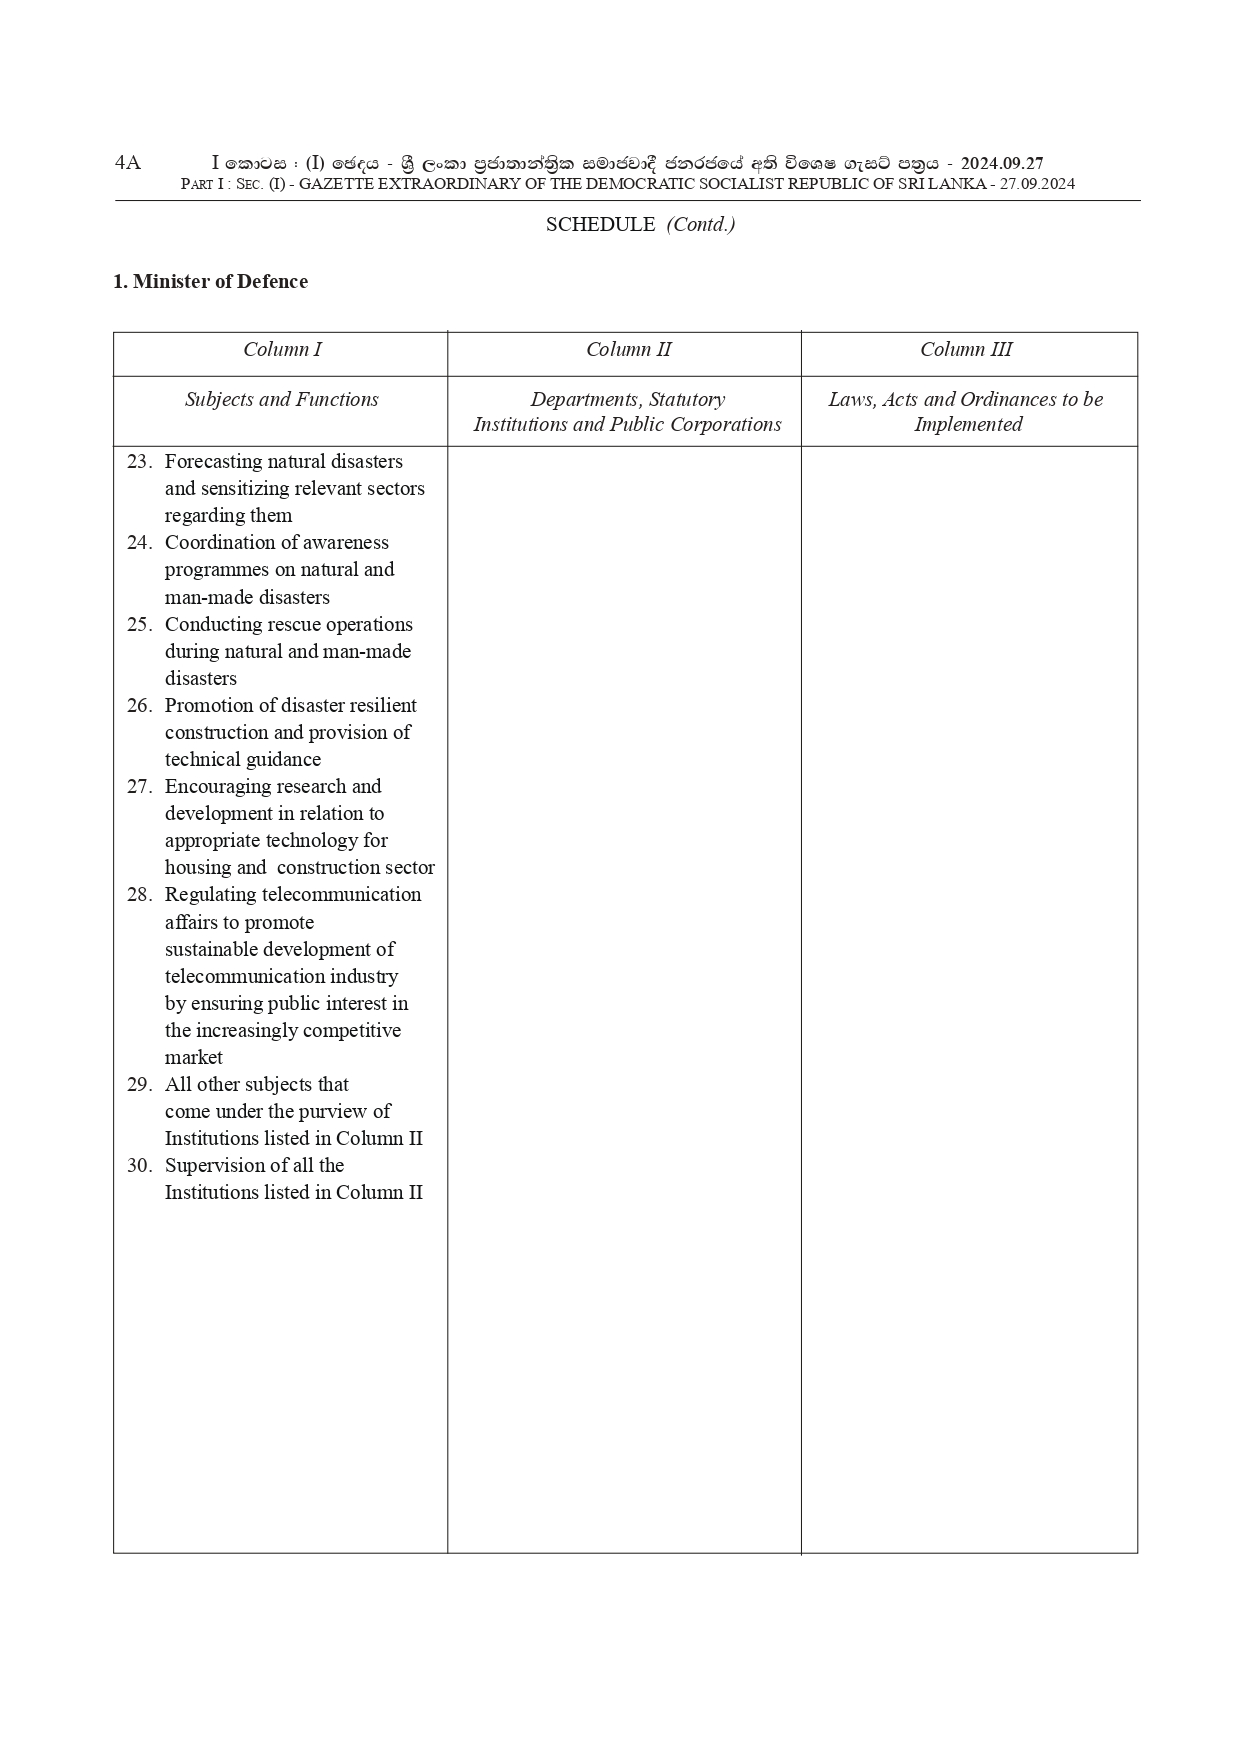 4A I කොටස : (I) ඡේදය - ශ්‍රී ලංකා ප්‍රජාතාන්ත්‍රික සමාජවාදී ජනරජයේ අති විශෙෂ ගැසට් පත්‍රය - 2024.09.27
PART I : SEC. (I) - GAZETTE EXTRAORDINARY OF THE DEMOCRATIC SOCIALIST REPUBLIC OF SRI LANKA - 27.09.2024
SCHEDULE (Contd.)
1. Minister of Defence
Column I Column II Column III
Subjects and Functions
Departments, Statutory
Institutions and Public Corporations
Laws, Acts and Ordinances to be
Implemented
23. Forecasting natural disasters
and sensitizing relevant sectors
regarding them
24. Coordination of awareness
programmes on natural and
man-made disasters
25. Conducting rescue operations
during natural and man-made
disasters
26. Promotion of disaster resilient
construction and provision of
technical guidance
27. Encouraging research and
development in relation to
appropriate technology for
housing and construction sector
28. Regulating telecommunication
affairs to promote
sustainable development of
telecommunication industry
by ensuring public interest in
the increasingly competitive
market
29. All other subjects that
come under the purview of
Institutions listed in Column II
30. Supervision of all the
Institutions listed in Column II